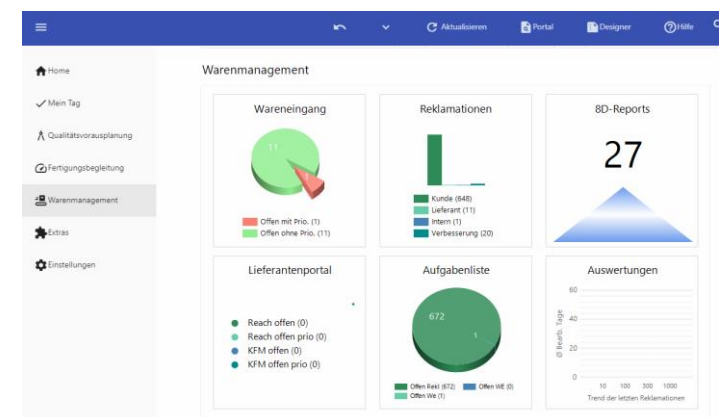 Aktualisieren Portal Designer Hilfe
Home
Mein Tag
Qualitätsvorausplanung
Fertigungsbegleitung
Warenmanagement
Extras
Einstellungen
Warenmanagement
Wareneingang
11
1
Offen mit Prio. (1)
Offen ohne Prio. (11)
Reklamationen
Kunde (648)
Lieferant (11)
Intern (1)
Verbesserung (20)
8D-Reports
27
Lieferantenportal
Reach offen (0)
Reach offen prio (0)
KFM offen (0)
KFM offen prio (0)
Aufgabenliste
672
1
Offen Rekl (672) Offen WE (0)
Offen We (1)
Auswertungen
60
40
20
0
Ø Bearb. Tage
10 100 300 1000
Trend der letzten Reklamationen